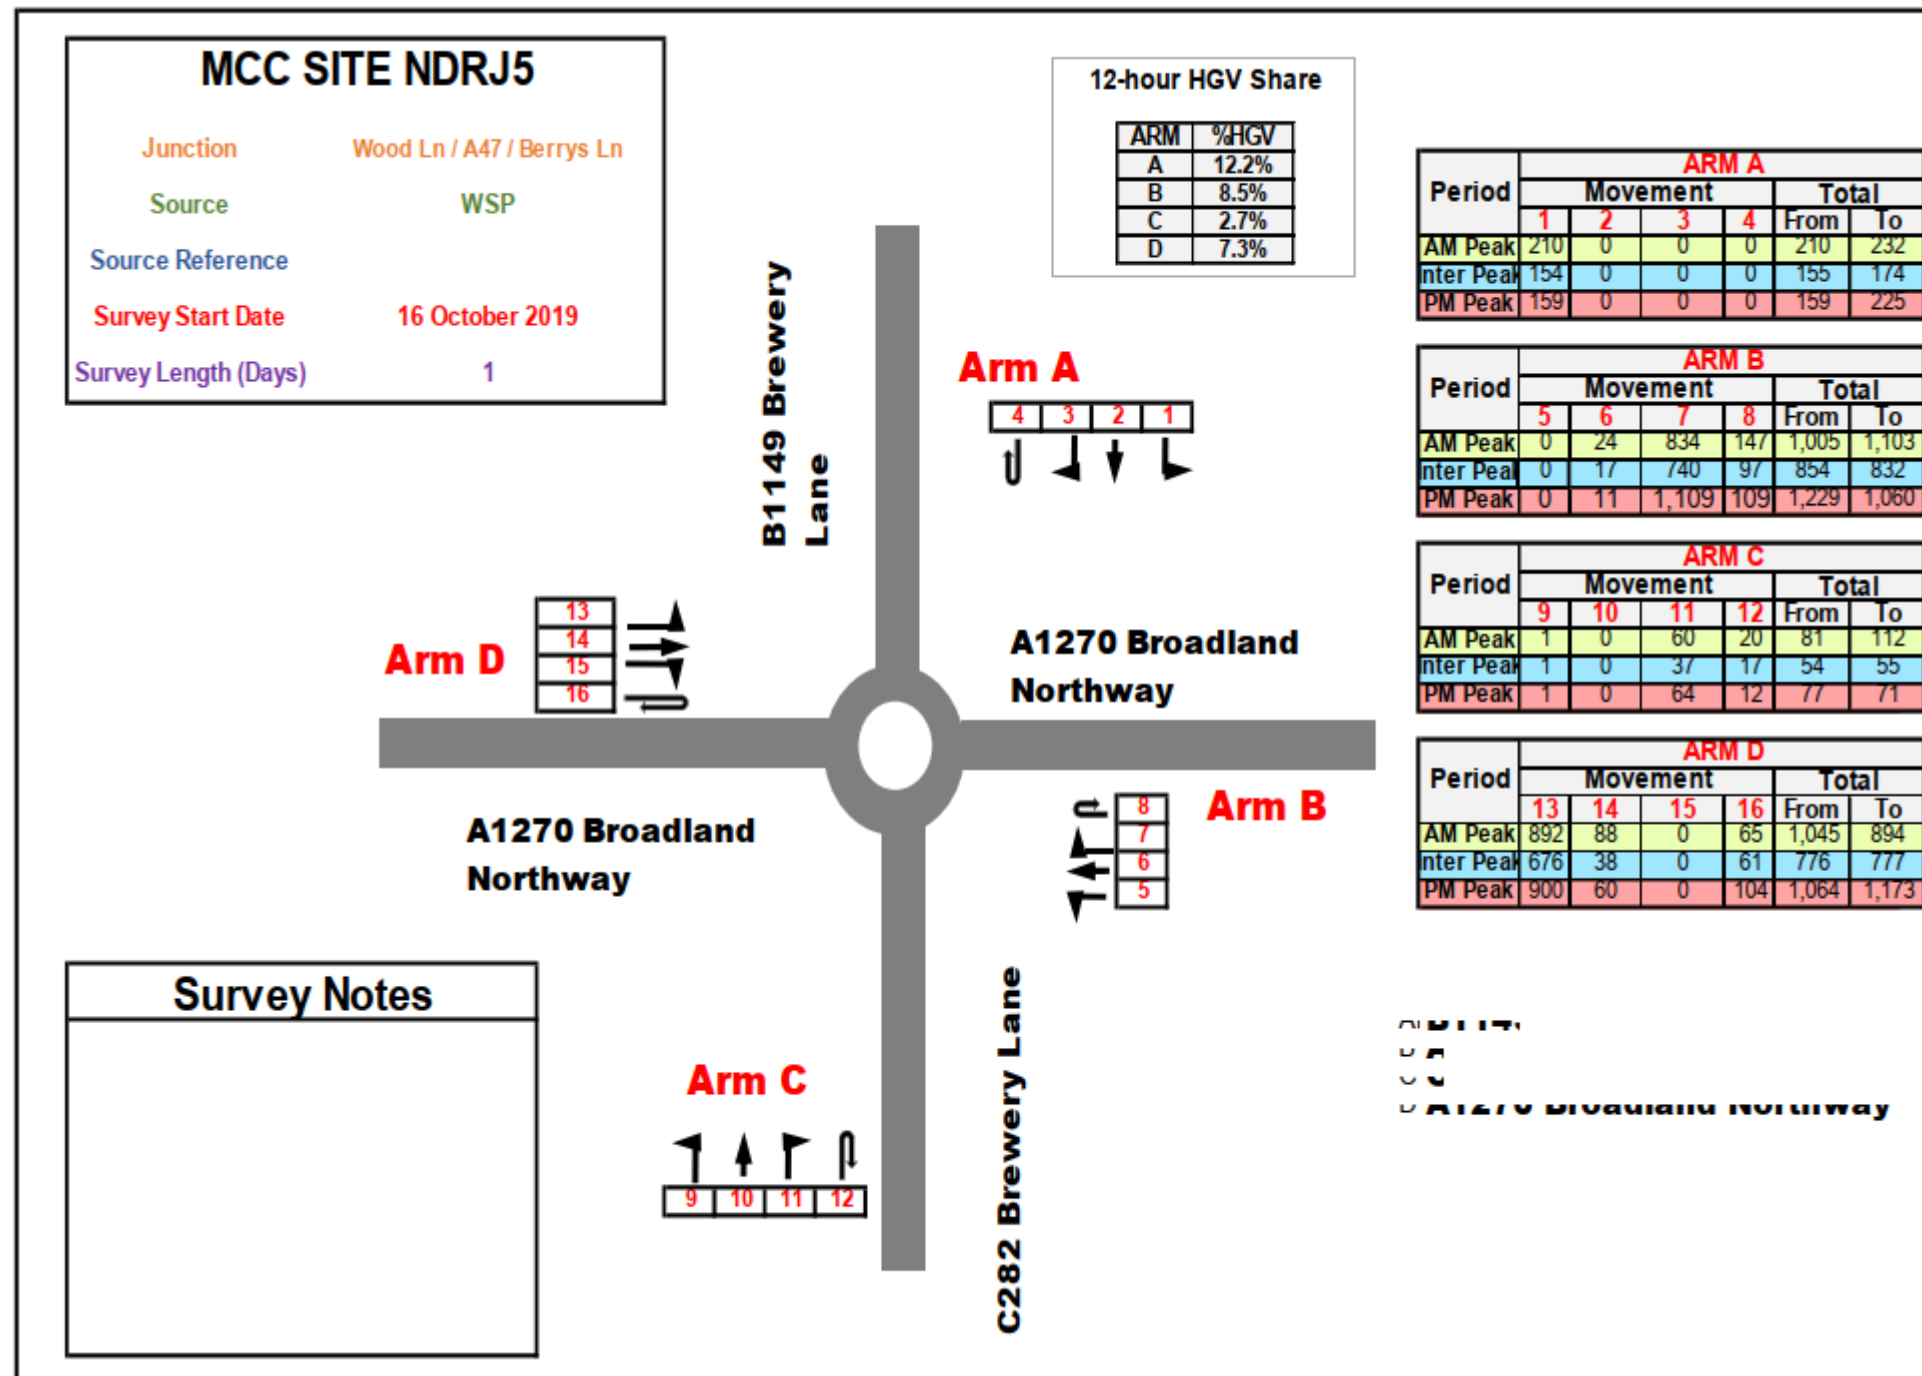 MCC SITE NDRJ5
Junction Wood Ln / A47 / Berrys Ln
Source WSP
Source Reference
Survey Start Date 16 October 2019
Survey Length (Days) 1
12-hour HGV Share
ARM %HGV
A 12.2%
B 8.5%
C 2.7%
D 7.3%
B1149 Brewery
Lane
Arm A
4 3 2 1
Arm D
13
14
15
16
A1270 Broadland
Northway
A1270 Broadland
Northway
8
7
6
5
Arm B
Arm C
9 10 11 12
C282 Brewery Lane
Survey Notes
Period ARM A
Movement Total
1 2 3 4 From To
AM Peak 210 0 0 0 210 232
nter Peak 154 0 0 0 155 174
PM Peak 159 0 0 0 159 225
Period ARM B
Movement Total
5 6 7 8 From To
AM Peak 0 24 834 147 1,005 1,103
nter Peak 0 17 740 97 854 832
PM Peak 0 11 1,109 109 1,229 1,060
Period ARM C
Movement Total
9 10 11 12 From To
AM Peak 1 0 60 20 81 112
nter Peak 1 0 37 17 54 55
PM Peak 1 0 64 12 77 71
Period ARM D
Movement Total
13 14 15 16 From To
AM Peak 892 88 0 65 1,045 894
nter Peak 676 38 0 61 776 777
PM Peak 900 60 0 104 1,064 1,173
A1270 Broadland Northway